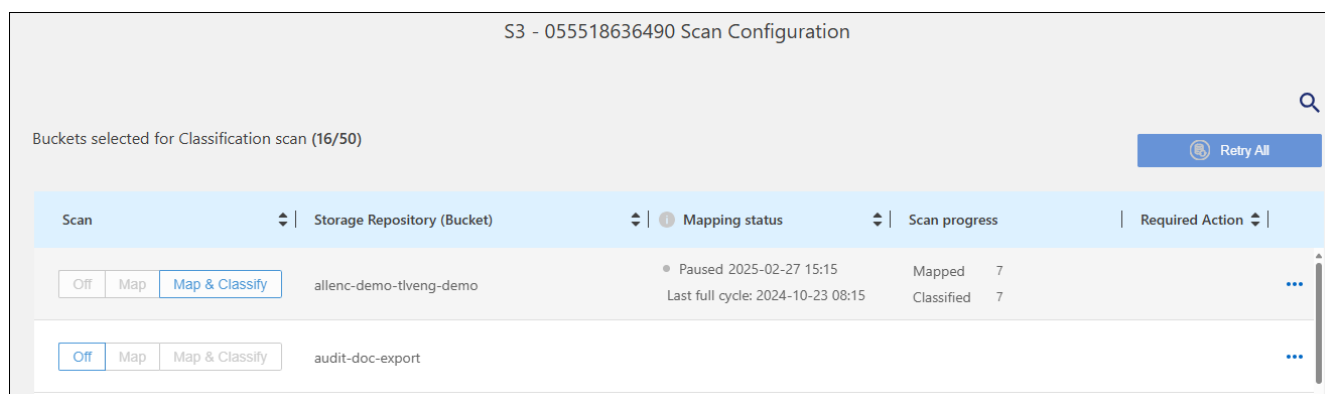 S3 - 055518636490 Scan Configuration
Buckets selected for Classification scan (16/50)
Retry All
Scan Storage Repository (Bucket) Mapping status Scan progress Required Action
Off Map Map & Classify allenc-demo-tlveng-demo Paused 2025-02-27 15:15 Mapped 7
Last full cycle: 2024-10-23 08:15 Classified 7
Off Map Map & Classify audit-doc-export